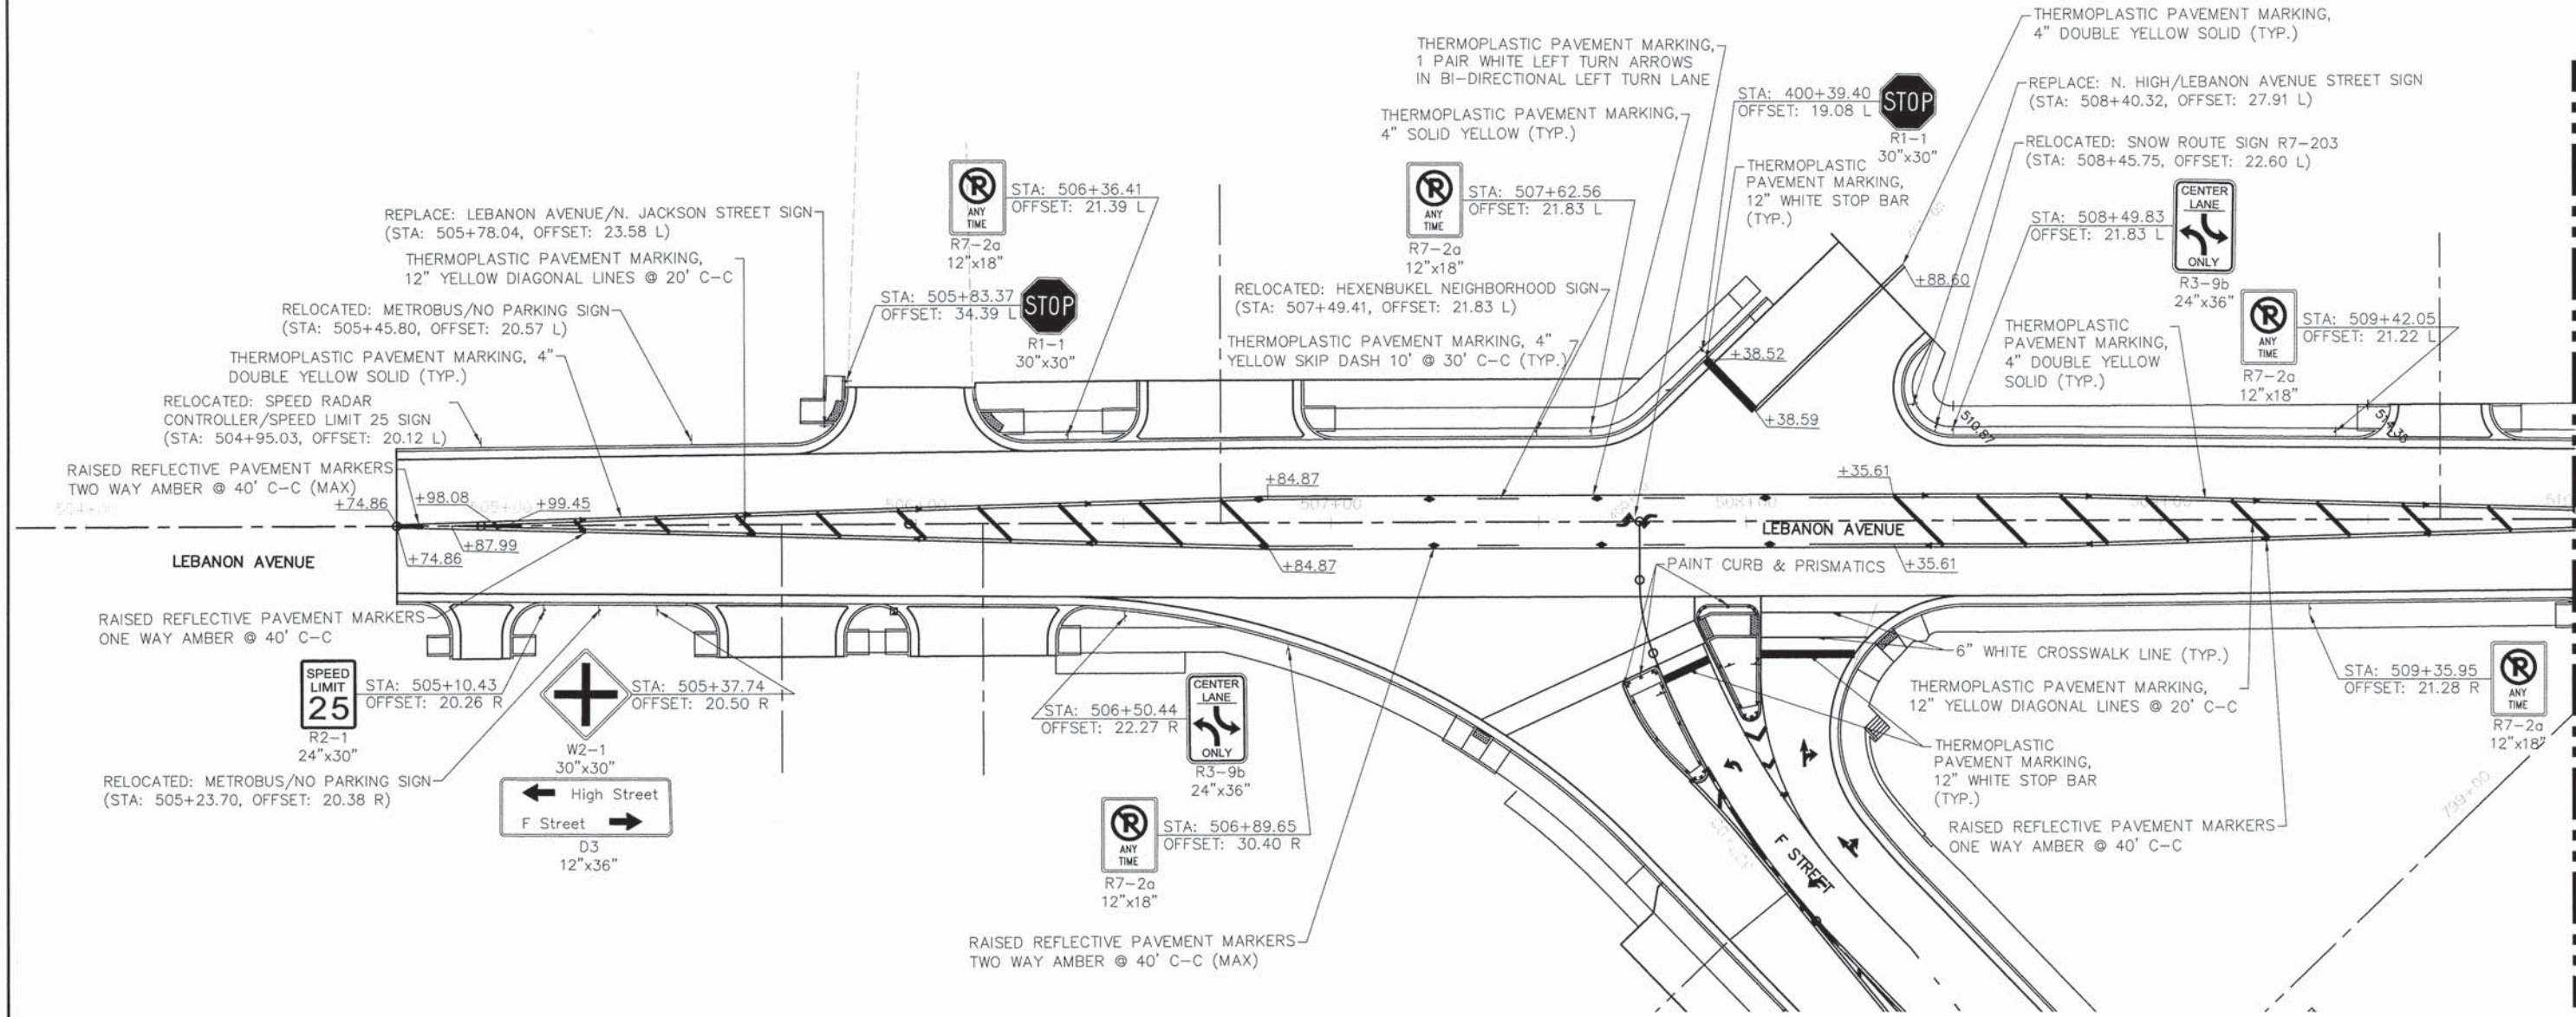 THERMOPLASTIC PAVEMENT MARKING,
4" DOUBLE YELLOW SOLID (TYP.)
THERMOPLASTIC PAVEMENT MARKING,
1 PAIR WHITE LEFT TURN ARROWS
IN BI-DIRECTIONAL LEFT TURN LANE
REPLACE: N. HIGH/LEBANON AVENUE STREET SIGN
(STA: 508+40.32, OFFSET: 27.91 L)
STA: 400+39.40
OFFSET: 19.08 L
STOP
R1-1
30"x30"
THERMOPLASTIC PAVEMENT MARKING,
4" SOLID YELLOW (TYP.)
RELOCATED: SNOW ROUTE SIGN R7-203
(STA: 508+45.75, OFFSET: 22.60 L)
P
ANY
TIME
R7-2a
12"x18"
STA: 506+36.41
OFFSET: 21.39 L
P
ANY
TIME
R7-2a
12"x18"
STA: 507+62.56
OFFSET: 21.83 L
THERMOPLASTIC
PAVEMENT MARKING,
12" WHITE STOP BAR
(TYP.)
STA: 508+49.83
OFFSET: 21.83 L
CENTER
LANE
ONLY
R3-9b
24"x36"
REPLACE: LEBANON AVENUE/N. JACKSON STREET SIGN
(STA: 505+78.04, OFFSET: 23.58 L)
THERMOPLASTIC PAVEMENT MARKING,
12" YELLOW DIAGONAL LINES @ 20' C-C
STA: 505+83.37
OFFSET: 34.39 L
STOP
R1-1
30"x30"
RELOCATED: HEXENBUKEL NEIGHBORHOOD SIGN
(STA: 507+49.41, OFFSET: 21.83 L)
+88.60
P
ANY
TIME
R7-2a
12"x18"
STA: 509+42.05
OFFSET: 21.22 L
RELOCATED: METROBUS/NO PARKING SIGN
(STA: 505+45.80, OFFSET: 20.57 L)
THERMOPLASTIC PAVEMENT MARKING, 4"
YELLOW SKIP DASH 10' @ 30' C-C (TYP.)
THERMOPLASTIC
PAVEMENT MARKING,
4" DOUBLE YELLOW
SOLID (TYP.)
THERMOPLASTIC PAVEMENT MARKING, 4"
DOUBLE YELLOW SOLID (TYP.)
+38.52
+38.59
RELOCATED: SPEED RADAR
CONTROLLER/SPEED LIMIT 25 SIGN
(STA: 504+95.03, OFFSET: 20.12 L)
510.87
514.35
RAISED REFLECTIVE PAVEMENT MARKERS
TWO WAY AMBER @ 40' C-C (MAX)
+74.86
+98.08
505+00
+99.45
506+00
+84.87
507+00
508+00
+35.61
+87.99
+74.86
+84.87
+35.61
LEBANON AVENUE
LEBANON AVENUE
PAINT CURB & PRISMATICS
RAISED REFLECTIVE PAVEMENT MARKERS
ONE WAY AMBER @ 40' C-C
SPEED
LIMIT
25
R2-1
24"x30"
STA: 505+10.43
OFFSET: 20.26 R
W2-1
30"x30"
STA: 505+37.74
OFFSET: 20.50 R
STA: 506+50.44
OFFSET: 22.27 R
CENTER
LANE
ONLY
R3-9b
24"x36"
6" WHITE CROSSWALK LINE (TYP.)
THERMOPLASTIC PAVEMENT MARKING,
12" YELLOW DIAGONAL LINES @ 20' C-C
STA: 509+35.95
OFFSET: 21.28 R
P
ANY
TIME
R7-2a
12"x18"
RELOCATED: METROBUS/NO PARKING SIGN
(STA: 505+23.70, OFFSET: 20.38 R)
High Street
F Street
D3
12"x36"
THERMOPLASTIC
PAVEMENT MARKING,
12" WHITE STOP BAR
(TYP.)
P
ANY
TIME
R7-2a
12"x18"
STA: 506+89.65
OFFSET: 30.40 R
RAISED REFLECTIVE PAVEMENT MARKERS
ONE WAY AMBER @ 40' C-C
799+00
F STREET
RAISED REFLECTIVE PAVEMENT MARKERS
TWO WAY AMBER @ 40' C-C (MAX)